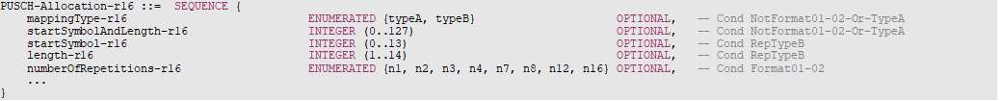 PUSCH-Allocation-r16 ::=  SEQUENCE {
    mappingType-r16                        ENUMERATED {typeA, typeB}                   OPTIONAL,   -- Cond NotFormat01-02-Or-TypeA
    startSymbolAndLength-r16               INTEGER (0..127)                            OPTIONAL,   -- Cond NotFormat01-02-Or-TypeA
    startSymbol-r16                        INTEGER (0..13)                             OPTIONAL,   -- Cond RepTypeB
    length-r16                             INTEGER (1..14)                             OPTIONAL,   -- Cond RepTypeB
    numberOfRepetitions-r16                ENUMERATED {n1, n2, n3, n4, n7, n8, n12, n16} OPTIONAL,   -- Cond Format01-02
    ...
}